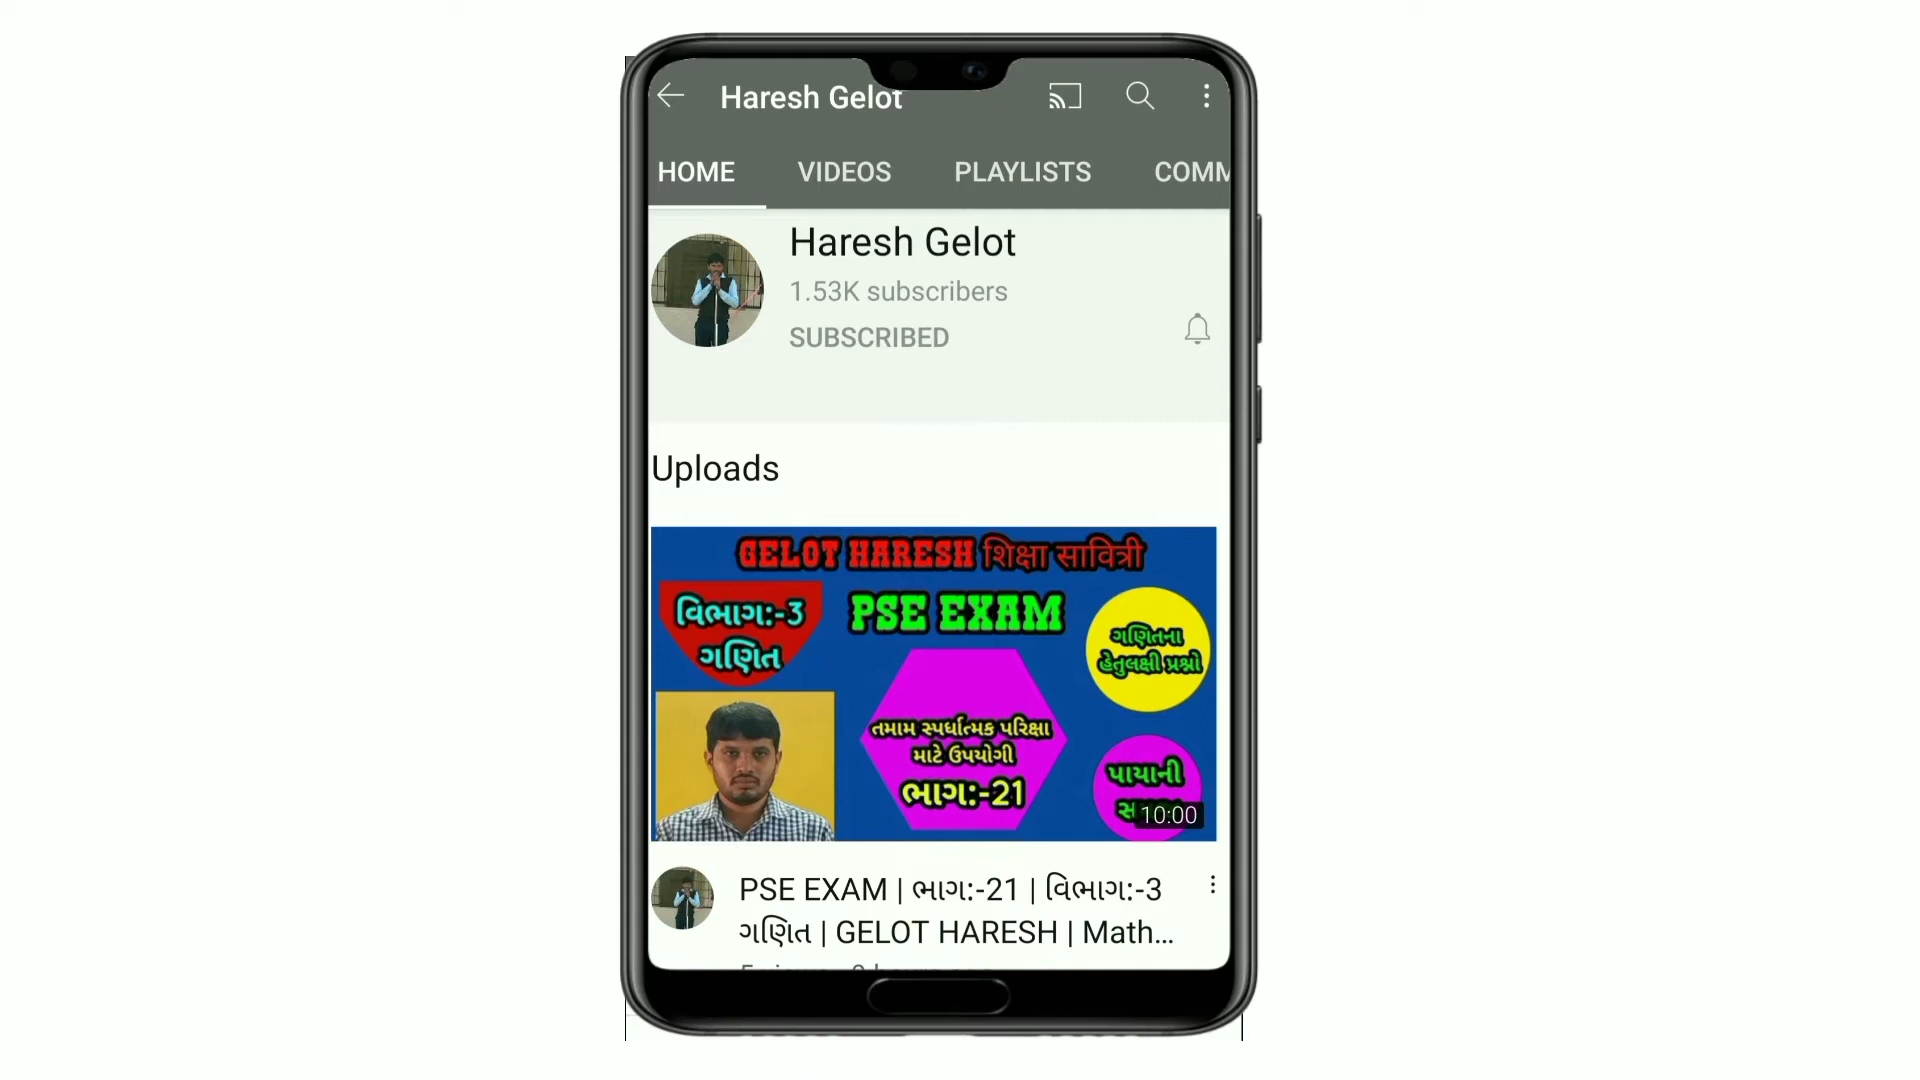 Haresh Gelot
HOME VIDEOS PLAYLISTS COMM
Haresh Gelot
1.53K subscribers
SUBSCRIBED
Uploads
GELOT HARESH शिक्षा सावित्री
વિભાગ:-3
ગણિત
PSE EXAM
ગણિતના
હેતુલક્ષી પ્રશ્નો
તમામ સ્પર્ધાત્મક પરિક્ષા
માટે ઉપયોગી
ભાગ:-21
પાયાની
10:00
PSE EXAM | ભાગ:-21 | વિભાગ:-3
ગણિત | GELOT HARESH | Math...